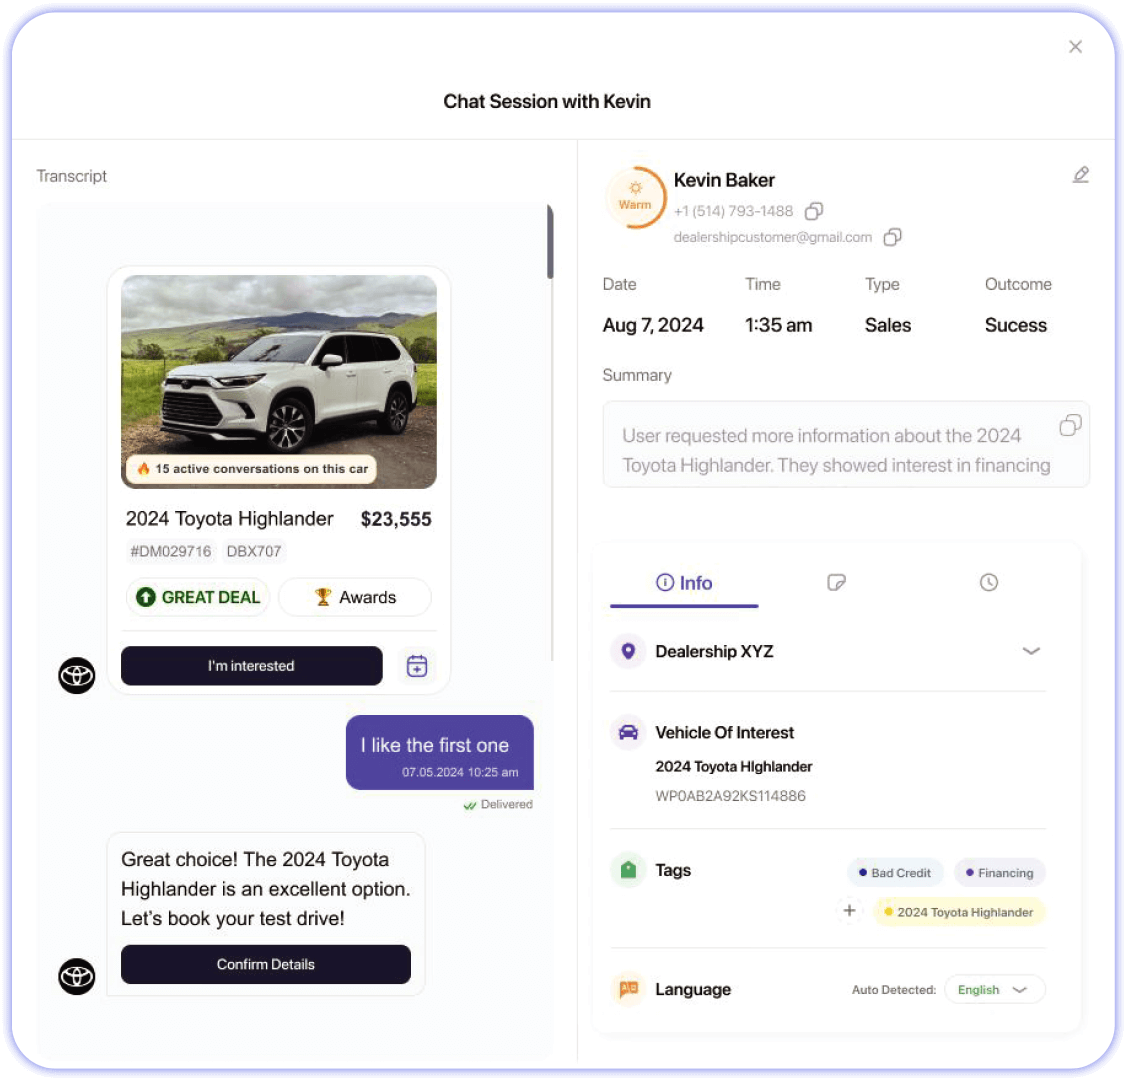 Chat Session with Kevin
Transcript
15 active conversations on this car
2024 Toyota Highlander $23,555
#DM029716 DBX707
GREAT DEAL Awards
I'm interested
I like the first one
07.05.2024 10:25 am
Delivered
Great choice! The 2024 Toyota
Highlander is an excellent option.
Let's book your test drive!
Confirm Details
Warm
Kevin Baker
+1 (514) 793-1488
dealershipcustomer@gmail.com
Date Time Type Outcome
Aug 7, 2024 1:35 am Sales Sucess
Summary
User requested more information about the 2024
Toyota Highlander. They showed interest in financing
Info
Dealership XYZ
Vehicle Of Interest
2024 Toyota HIghlander
WP0AB2A92KS114886
Tags Bad Credit Financing
+ 2024 Toyota Highlander
Language Auto Detected: English